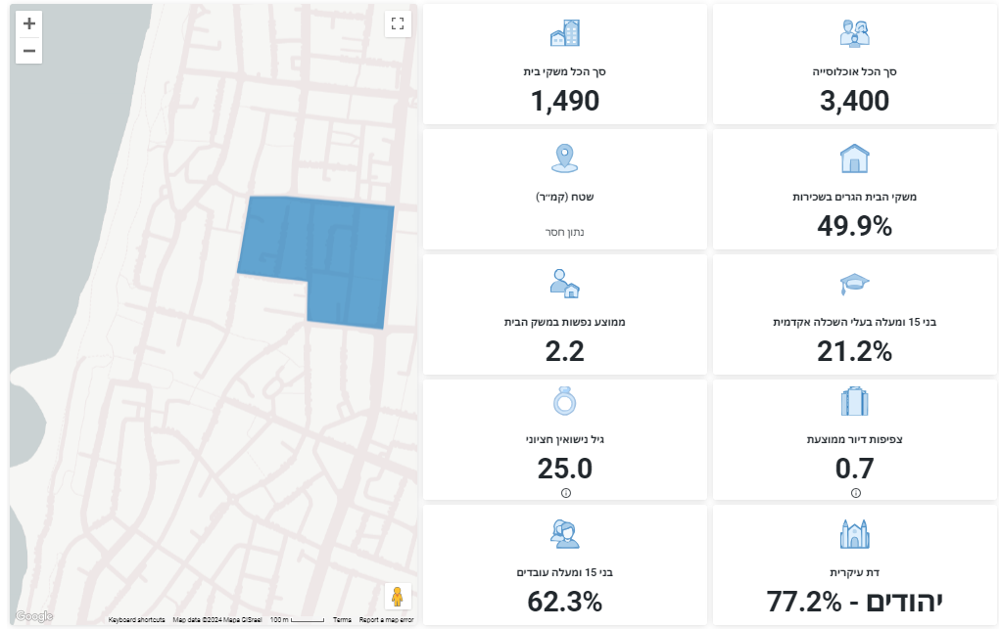 סך הכל אוכלוסייה
3,400
סך הכל משקי בית
1,490
משקי הבית הגרים בשכירות
49.9%
שטח (קמ״ר)
נתון חסר
בני 15 ומעלה בעלי השכלה אקדמית
21.2%
ממוצע נפשות במשק הבית
2.2
צפיפות דיור ממוצעת
0.7
גיל נישואין חציוני
25.0
דת עיקרית
יהודים - 77.2%
בני 15 ומעלה עובדים
62.3%
Google
Keyboard shortcuts Map data ©2024 Mapa GISrael 100 m Terms Report a map error